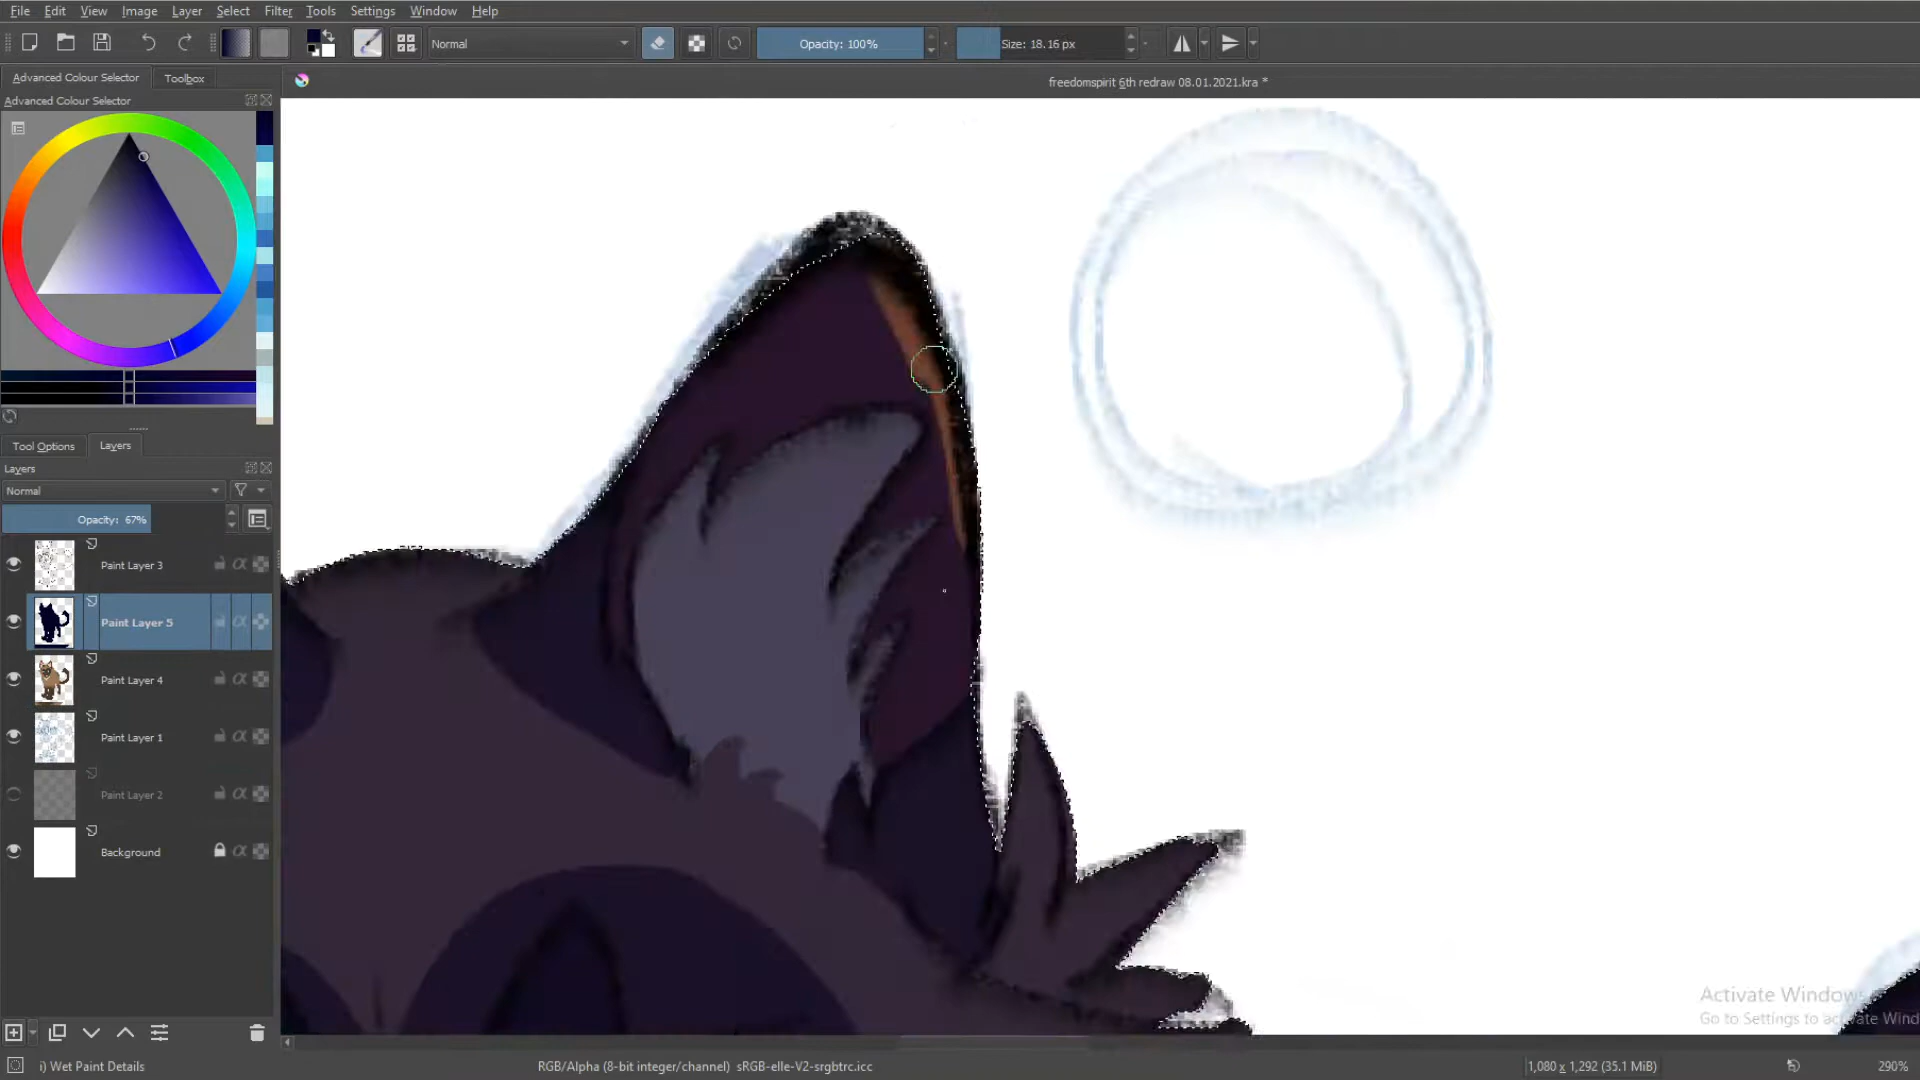 File Edit View Image Layer Select Filter Tools Settings Window Help
Normal Opacity: 100% Size: 18.16 px
Advanced Colour Selector Toolbox
freedomspirit 6th redraw 08.01.2021.kra *
Advanced Colour Selector
Tool Options Layers
Layers
Normal
Opacity: 67%
Paint Layer 3
Paint Layer 5
Paint Layer 4
Paint Layer 1
Paint Layer 2
Background
Activate Windows
Go to Settings to activate Wind
i) Wet Paint Details RGB/Alpha (8-bit integer/channel) sRGB-elle-V2-srgbtrc.icc 1,080 x 1,292 (35.1 MiB) 290%